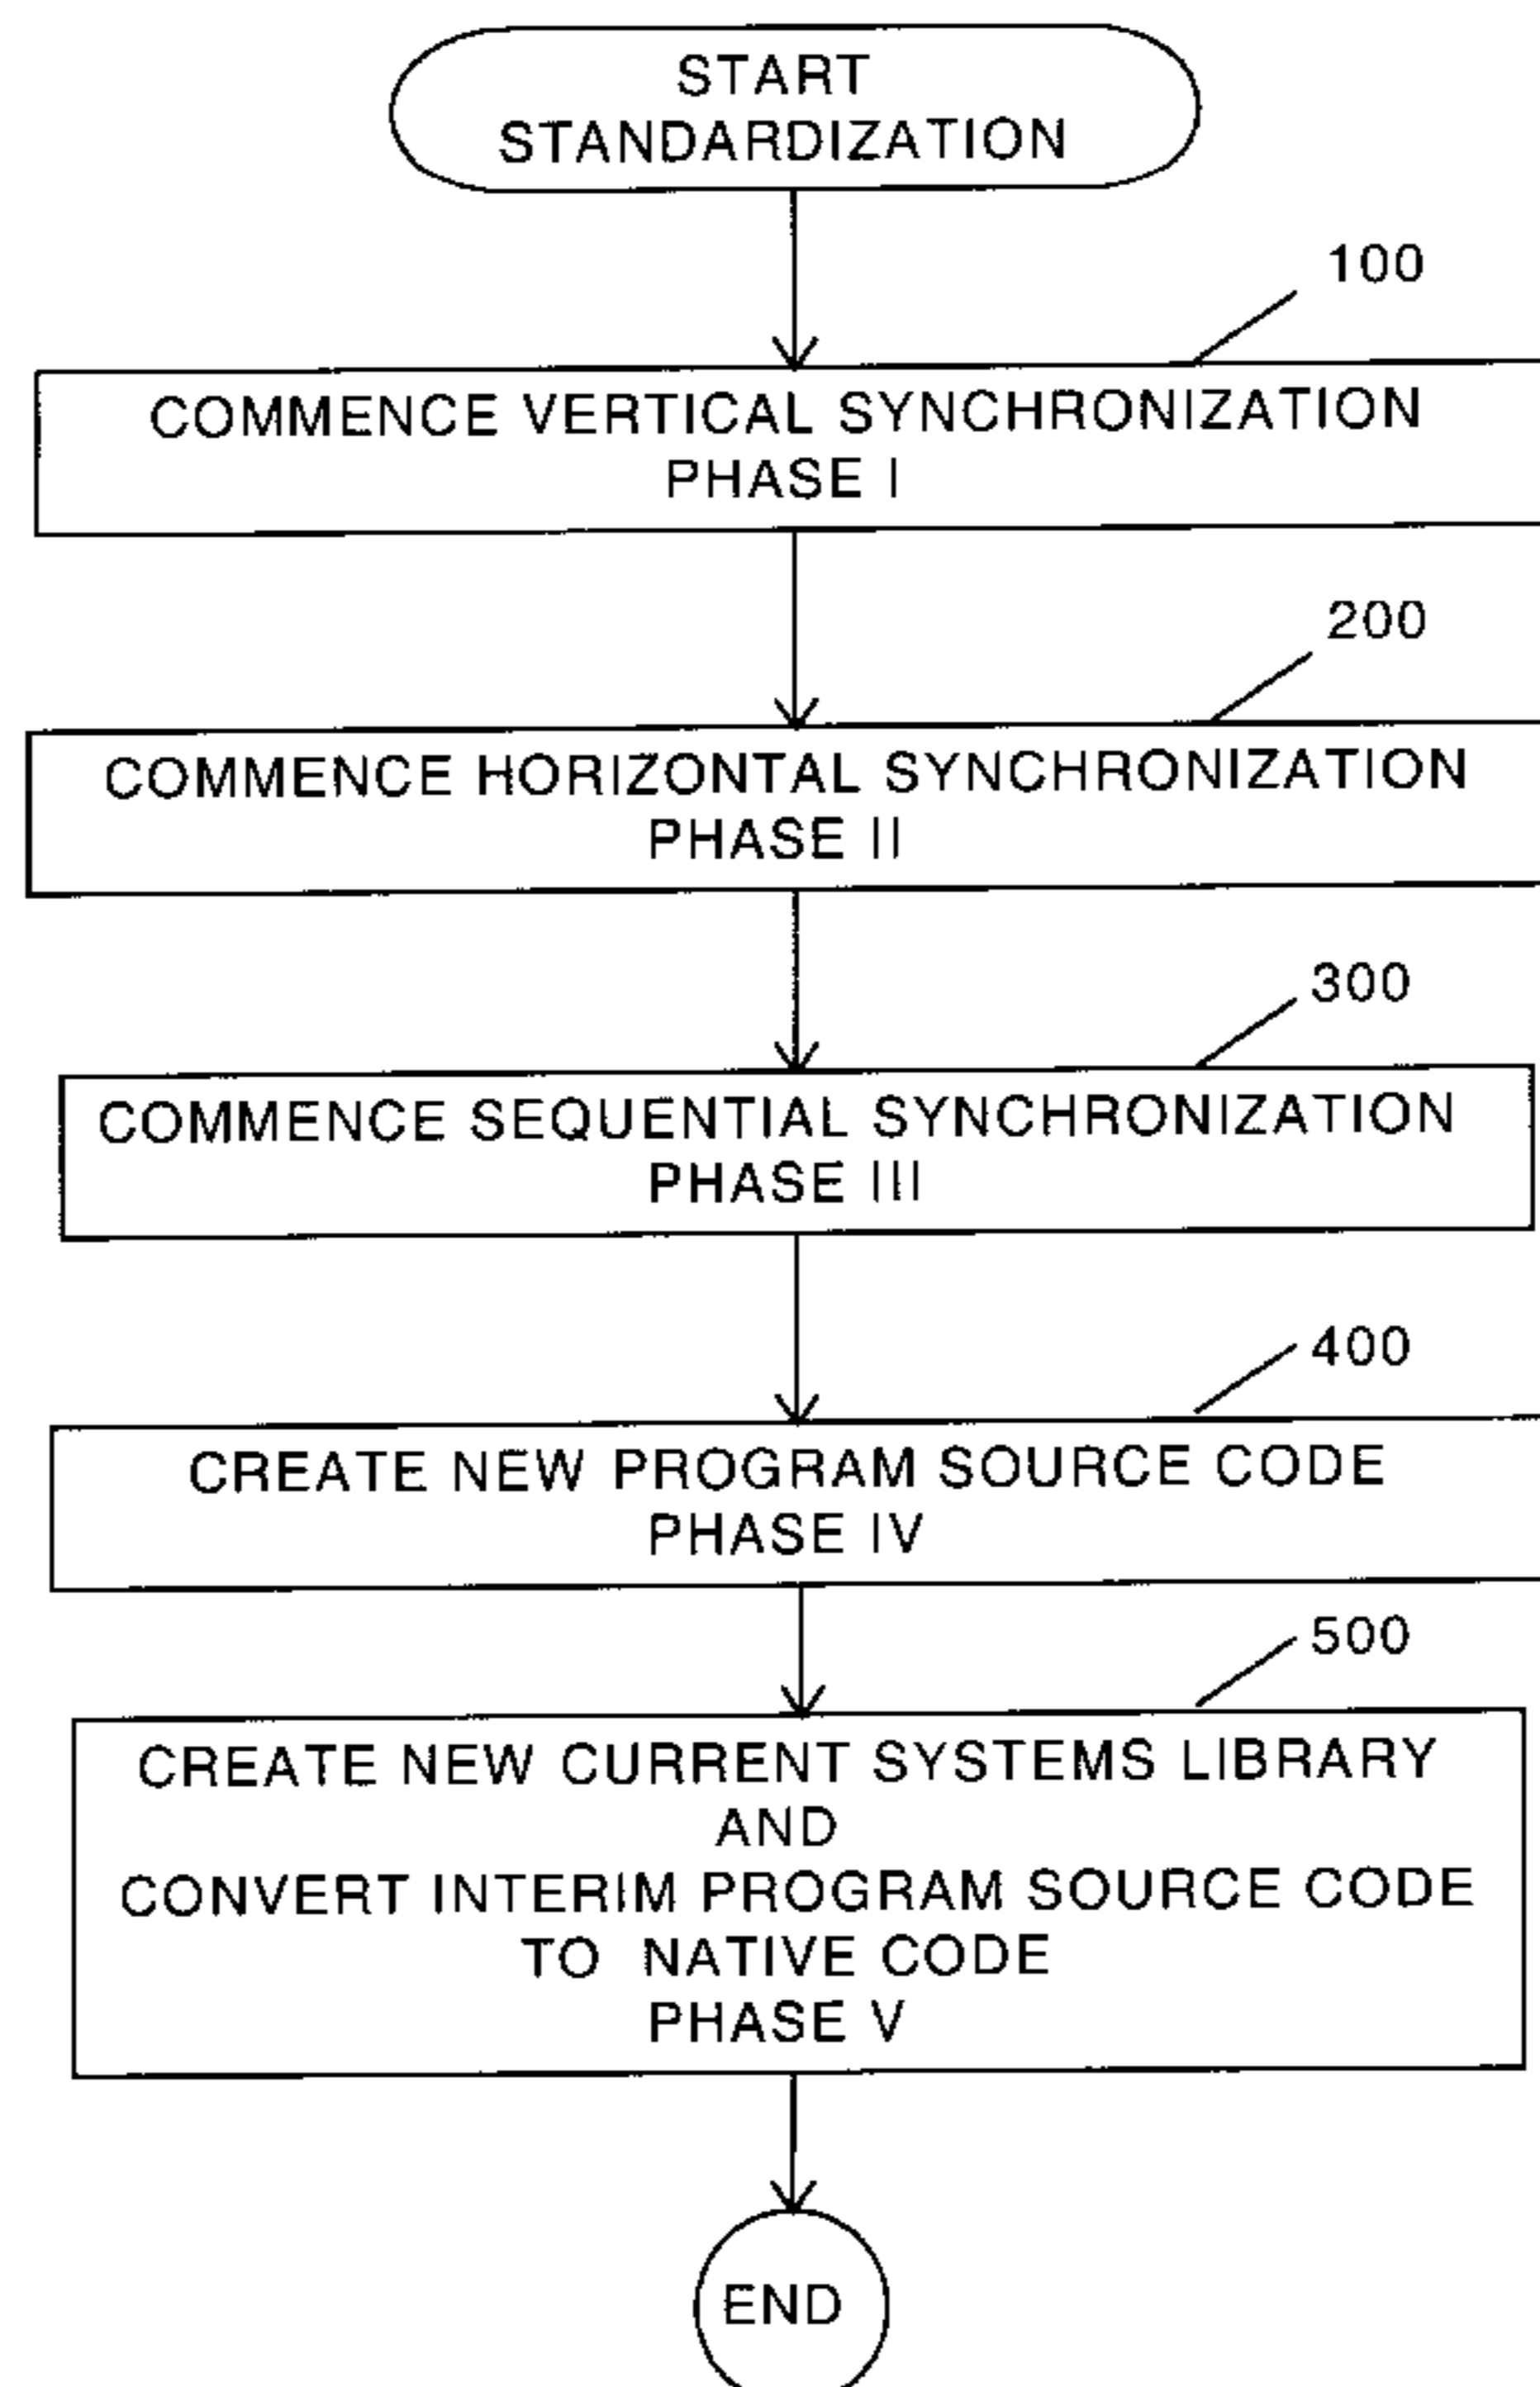 START
STANDARDIZATION
100
COMMENCE VERTICAL SYNCHRONIZATION
PHASE I
200
COMMENCE HORIZONTAL SYNCHRONIZATION
PHASE II
300
COMMENCE SEQUENTIAL SYNCHRONIZATION
PHASE III
400
CREATE NEW PROGRAM SOURCE CODE
PHASE IV
500
CREATE NEW CURRENT SYSTEMS LIBRARY
AND
CONVERT INTERIM PROGRAM SOURCE CODE
TO NATIVE CODE
PHASE V
END